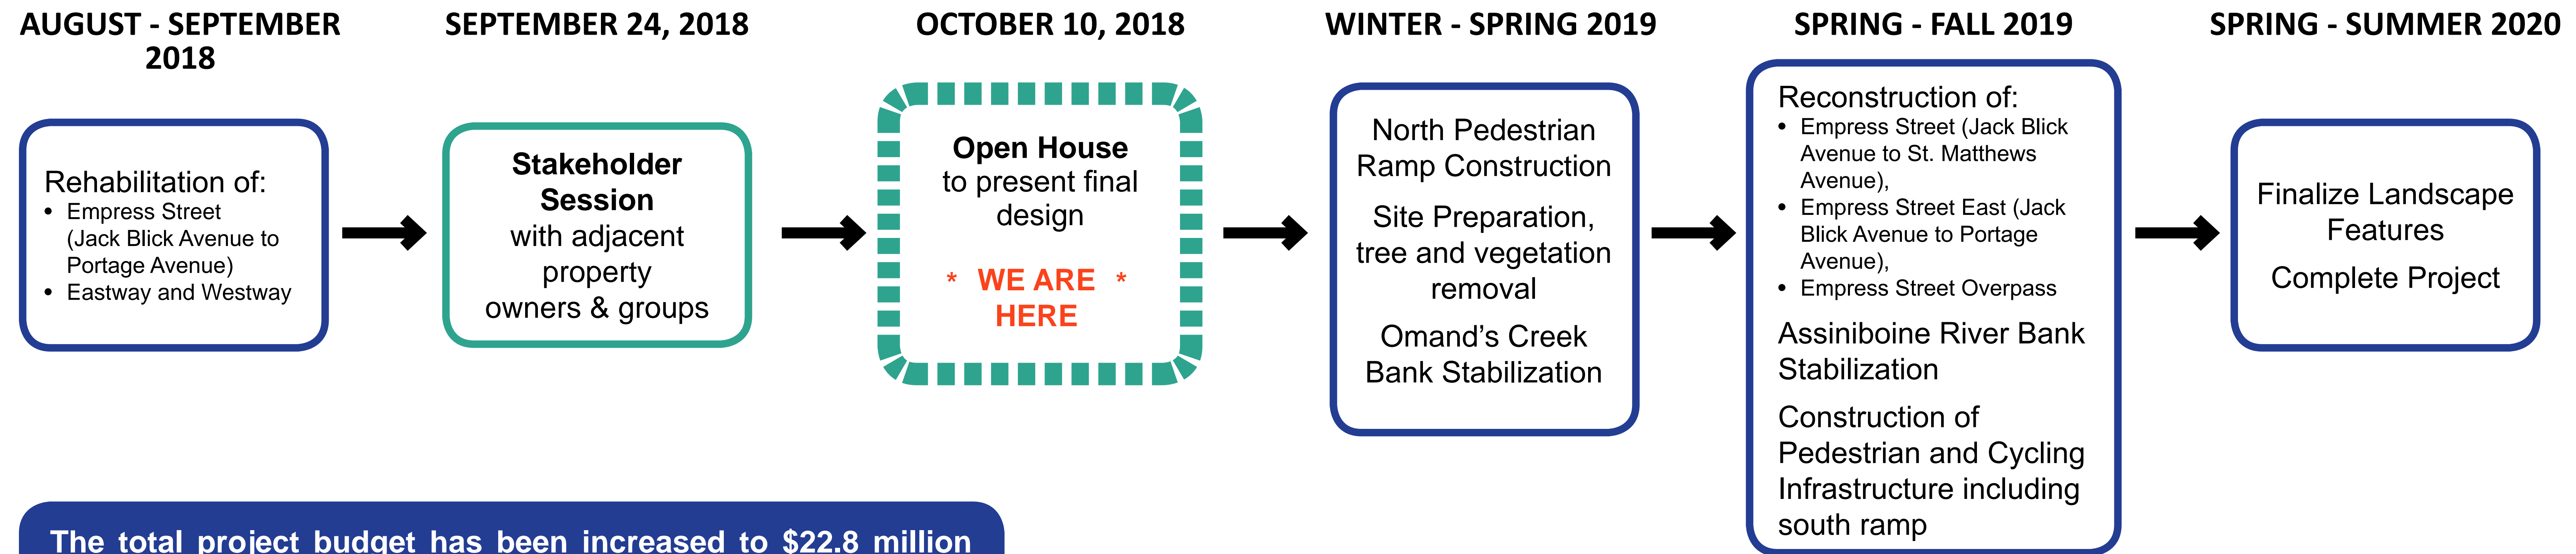 AUGUST - SEPTEMBER
2018
Rehabilitation of:
• Empress Street
(Jack Blick Avenue to
Portage Avenue)
• Eastway and Westway
SEPTEMBER 24, 2018
Stakeholder
Session
with adjacent
property
owners & groups
OCTOBER 10, 2018
Open House
to present final
design
* WE ARE *
HERE
WINTER - SPRING 2019
North Pedestrian
Ramp Construction
Site Preparation,
tree and vegetation
removal
Omand’s Creek
Bank Stabilization
SPRING - FALL 2019
Reconstruction of:
• Empress Street (Jack Blick
Avenue to St. Matthews
Avenue),
• Empress Street East (Jack
Blick Avenue to Portage
Avenue),
• Empress Street Overpass
Assiniboine River Bank
Stabilization
Construction of
Pedestrian and Cycling
Infrastructure including
south ramp
SPRING - SUMMER 2020
Finalize Landscape
Features
Complete Project
The total project budget has been increased to $22.8 million